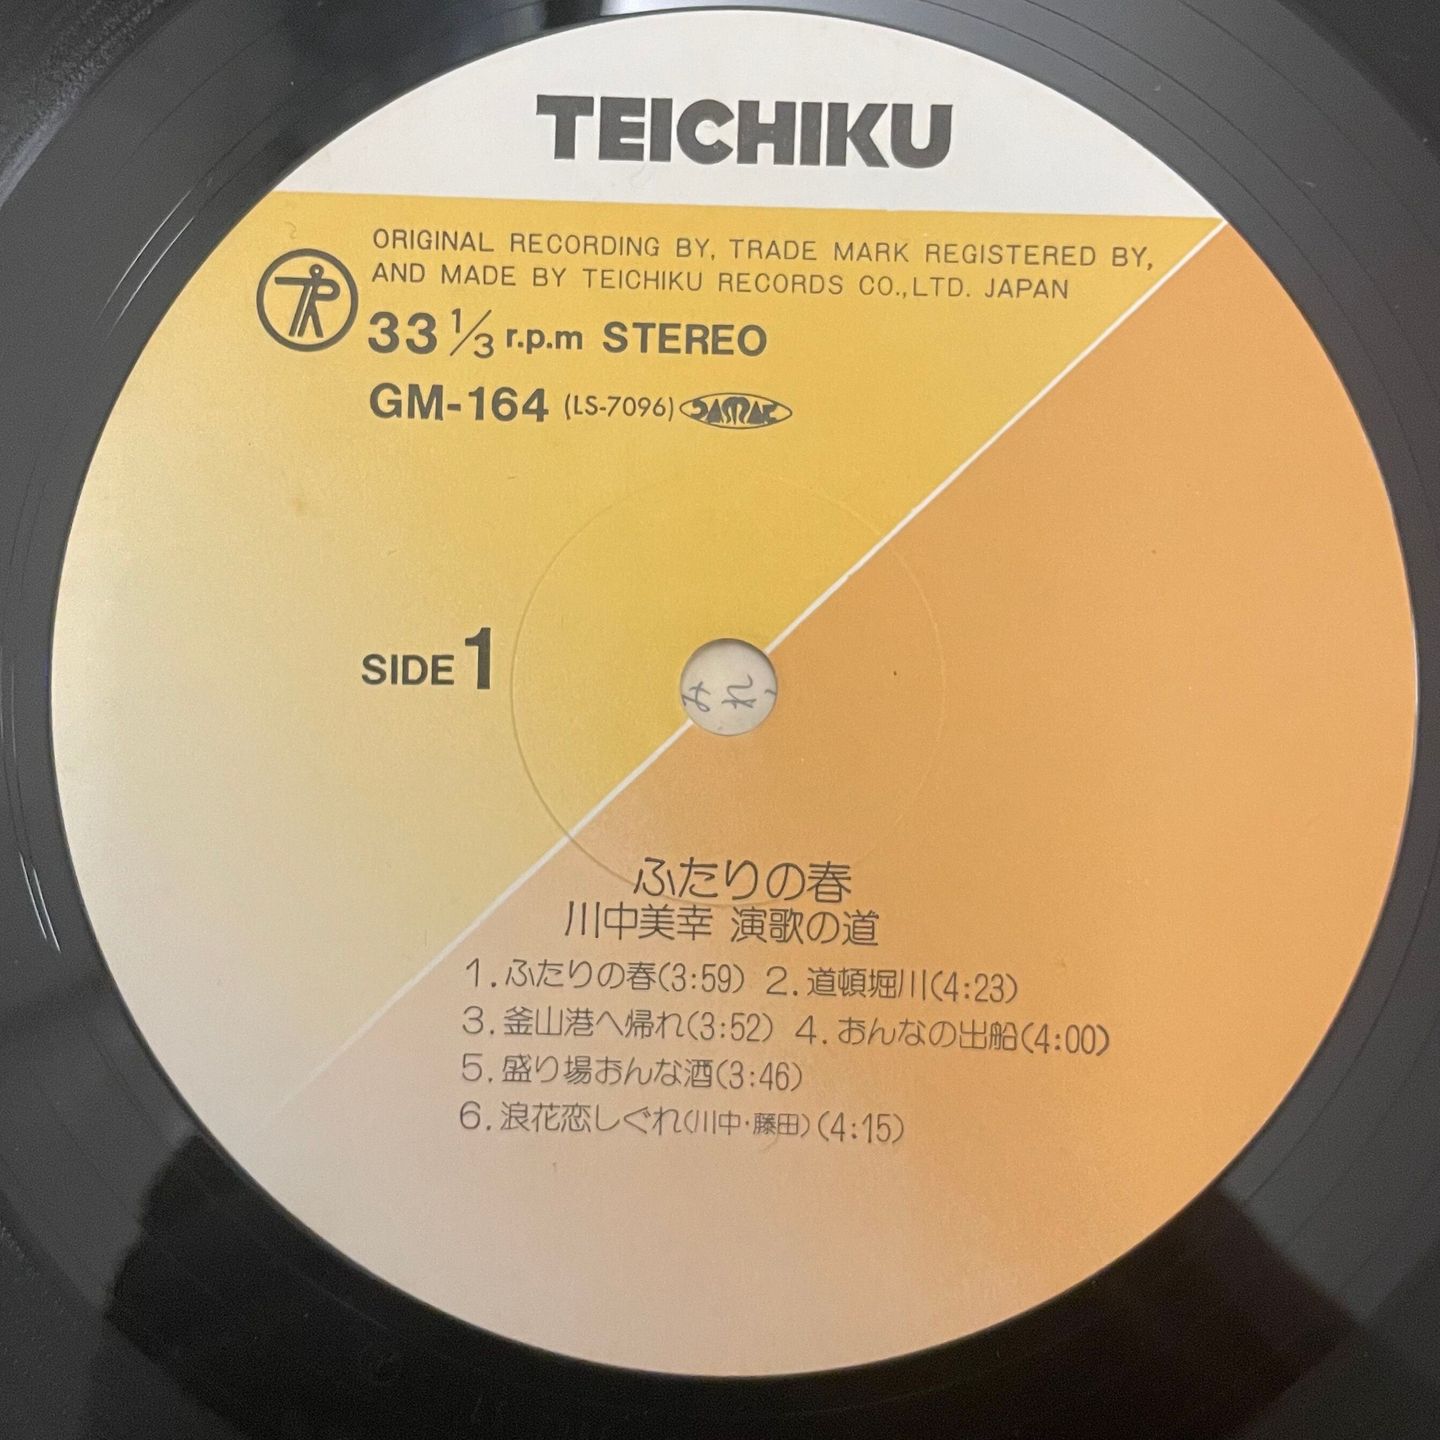 TEICHIKU
ORIGINAL RECORDING BY, TRADE MARK REGISTERED BY,
AND MADE BY TEICHIKU RECORDS CO.,LTD. JAPAN
33 1/3 r.p.m STEREO
GM-164 (LS-7096) JASRAC
SIDE 1
ふたりの春
川中美幸 演歌の道
1.ふたりの春(3:59) 2.道頓堀川(4:23)
3.釜山港へ帰れ(3:52) 4.おんなの出船(4:00)
5.盛り場おんな酒(3:46)
6.浪花恋しぐれ(川中・藤田)(4:15)